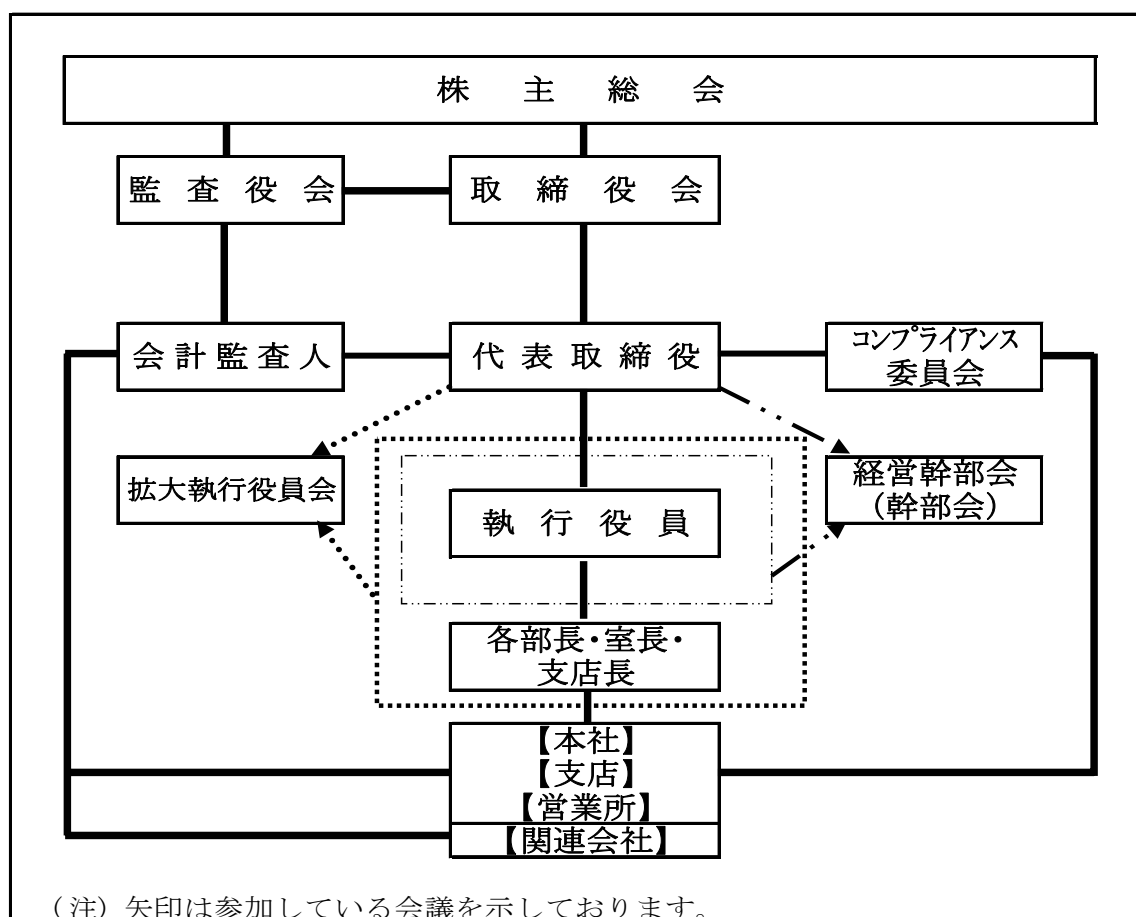 株主総会
監査役会
取締役会
会計監査人
代表取締役
コンプライアンス
委員会
拡大執行役員会
執行役員
経営幹部会
(幹部会)
各部長・室長・
支店長
【本社】
【支店】
【営業所】
【関連会社】
(注) 矢印は参加している会議を示しております。